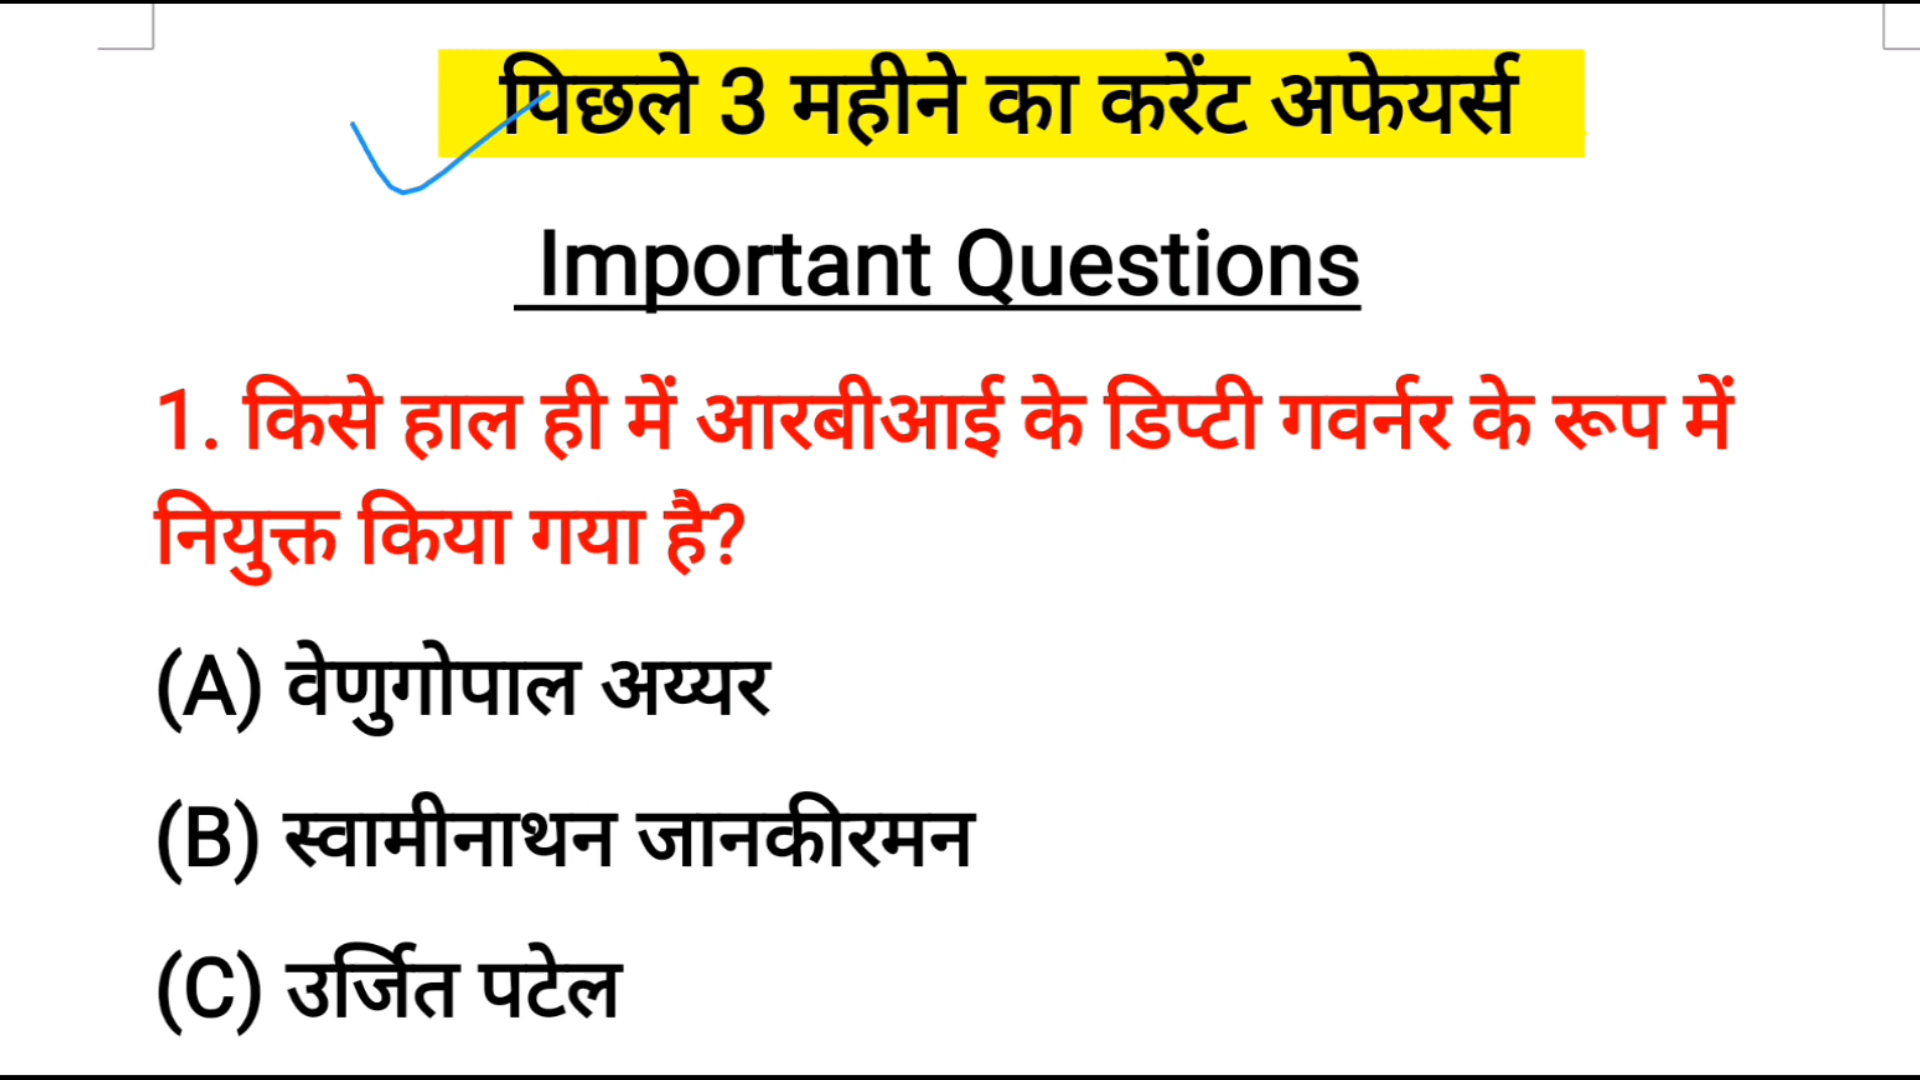 पिछले 3 महीने का करेंट अफेयर्स
Important Questions
1. किसे हाल ही में आरबीआई के डिप्टी गवर्नर के रूप में
नियुक्त किया गया है?
(A) वेणुगोपाल अय्यर
(B) स्वामीनाथन जानकीरमन
(C) उर्जित पटेल